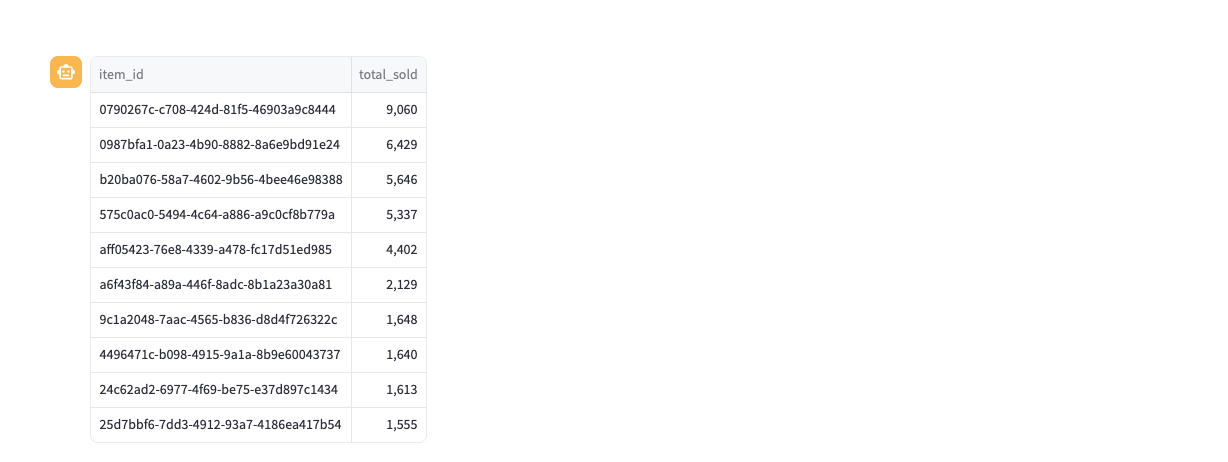 item_id total_sold
0790267c-c708-424d-81f5-46903a9c8444 9,060
0987bfa1-0a23-4b90-8882-8a6e9bd91e24 6,429
b20ba076-58a7-4602-9b56-4bee46e98388 5,646
575c0ac0-5494-4c64-a886-a9c0cf8b779a 5,337
aff05423-76e8-4339-a478-fc17d51ed985 4,402
a6f43f84-a89a-446f-8adc-8b1a23a30a81 2,129
9c1a2048-7aac-4565-b836-d8d4f726322c 1,648
4496471c-b098-4915-9a1a-8b9e60043737 1,640
24c62ad2-6977-4f69-be75-e37d897c1434 1,613
25d7bbf6-7dd3-4912-93a7-4186ea417b54 1,555